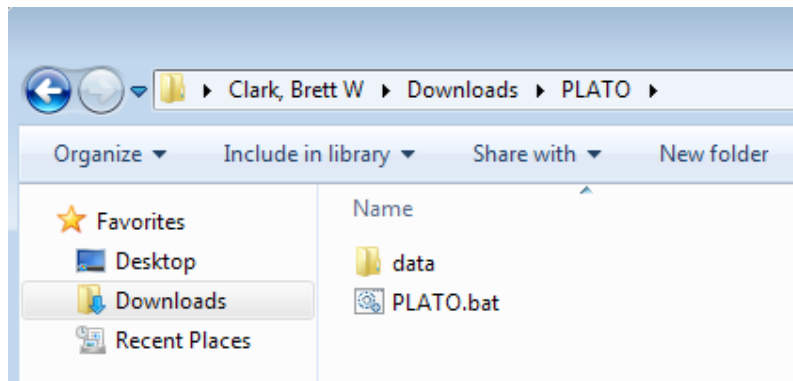 Clark, Brett W Downloads PLATO
Organize Include in library Share with New folder
Favorites
Desktop
Downloads
Recent Places
Name
data
PLATO.bat